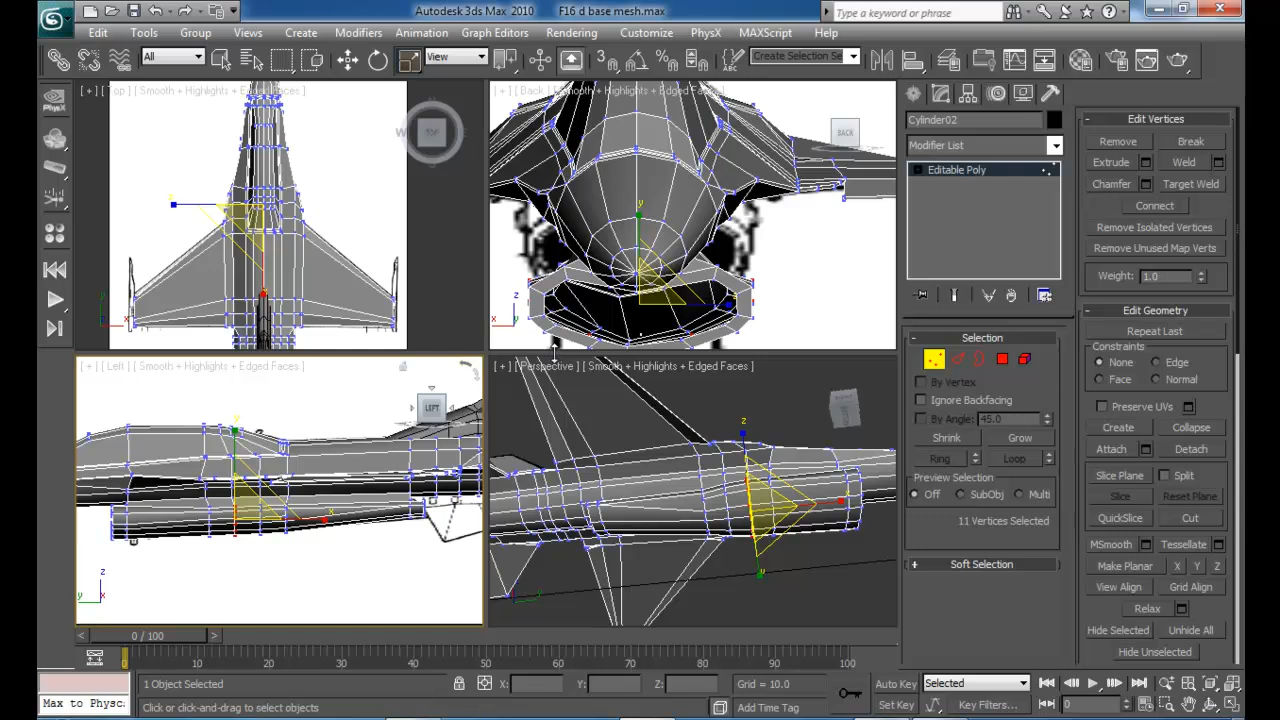 Autodesk 3ds Max 2010 F16 d base mesh.max
Type a keyword or phrase
Edit Tools Group Views Create Modifiers Animation Graph Editors Rendering Customize PhysX MAXScript Help
All View 3 Create Selection Se
[ + ] [ Top ] [ Smooth + Highlights + Edged Faces ]
[ + ] [ Back ] [ Smooth + Highlights + Edged Faces ]
W TOP
BACK
[ + ] [ Left ] [ Smooth + Highlights + Edged Faces ]
[ + ] [ Perspective ] [ Smooth + Highlights + Edged Faces ]
LEFT
PhysX
Cylinder02
Modifier List
Editable Poly
Selection
By Vertex
Ignore Backfacing
By Angle: 45.0
Shrink Grow
Ring Loop
Preview Selection
Off SubObj Multi
11 Vertices Selected
Soft Selection
Edit Vertices
Remove Break
Extrude Weld
Chamfer Target Weld
Connect
Remove Isolated Vertices
Remove Unused Map Verts
Weight: 1.0
Edit Geometry
Repeat Last
Constraints
None Edge
Face Normal
Preserve UVs
Create Collapse
Attach Detach
Slice Plane Split
Slice Reset Plane
QuickSlice Cut
MSmooth Tessellate
Make Planar X Y Z
View Align Grid Align
Relax
Hide Selected Unhide All
Hide Unselected
< 0 / 100 >
0 10 20 30 40 50 60 70 80 90 100
1 Object Selected X: Y: Z: Grid = 10.0 Auto Key Selected
Max to Physc. Click or click-and-drag to select objects Add Time Tag Set Key Key Filters... 0